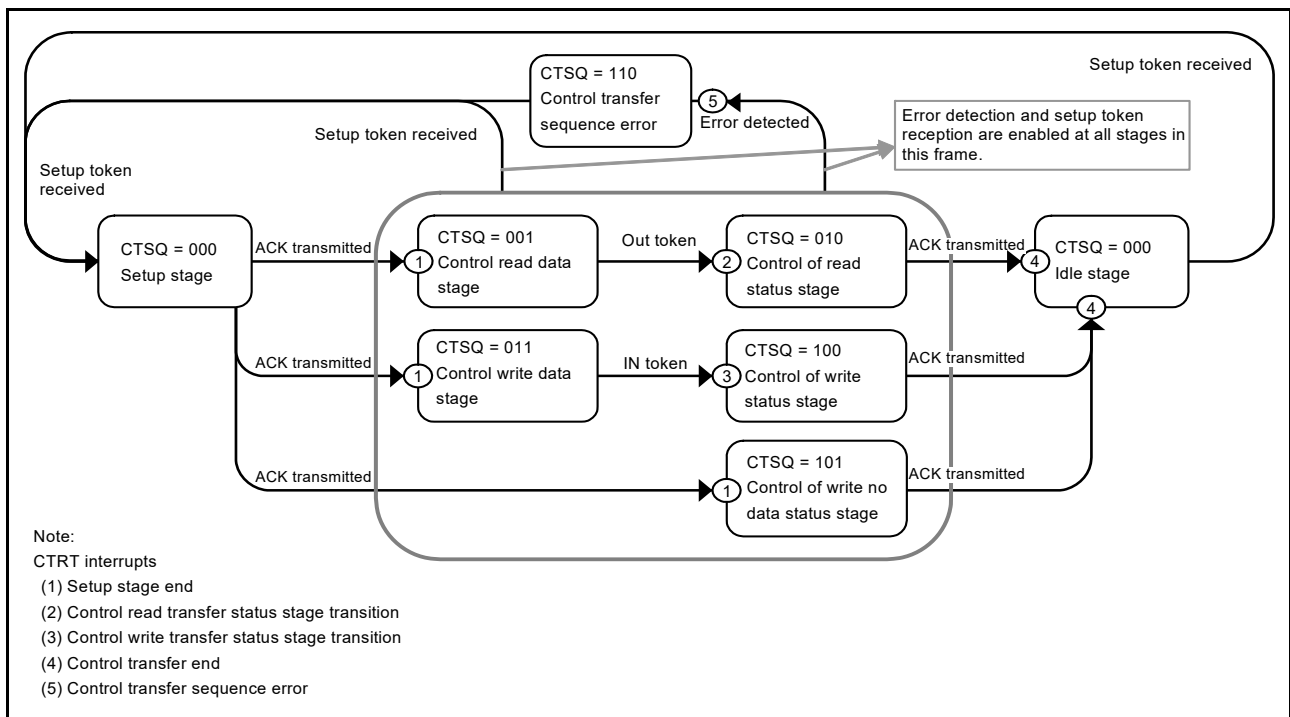 Setup token received
CTSQ = 110
Control transfer
sequence error
5
Error detected
Setup token received
Error detection and setup token
reception are enabled at all stages in
this frame.
Setup token
received
CTSQ = 000
Setup stage
ACK transmitted
1
CTSQ = 001
Control read data
stage
Out token
2
CTSQ = 010
Control of read
status stage
ACK transmitted
4
CTSQ = 000
Idle stage
4
ACK transmitted
1
CTSQ = 011
Control write data
stage
IN token
3
CTSQ = 100
Control of write
status stage
ACK transmitted
ACK transmitted
1
CTSQ = 101
Control of write no
data status stage
ACK transmitted
Note:
CTRT interrupts
(1) Setup stage end
(2) Control read transfer status stage transition
(3) Control write transfer status stage transition
(4) Control transfer end
(5) Control transfer sequence error